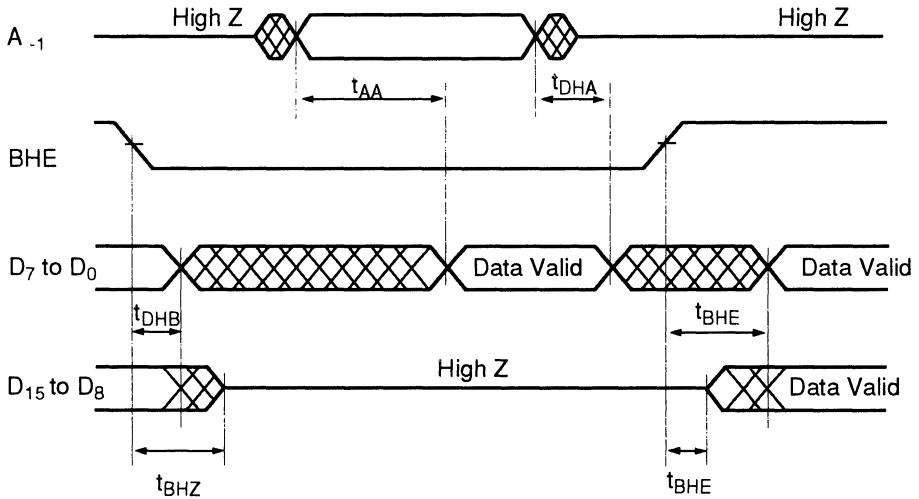 High Z High Z
A -1
tAA tDHA
BHE
D7 to D0 Data Valid Data Valid
tDHB tBHE
High Z
D15 to D8 Data Valid
tBHZ tBHE